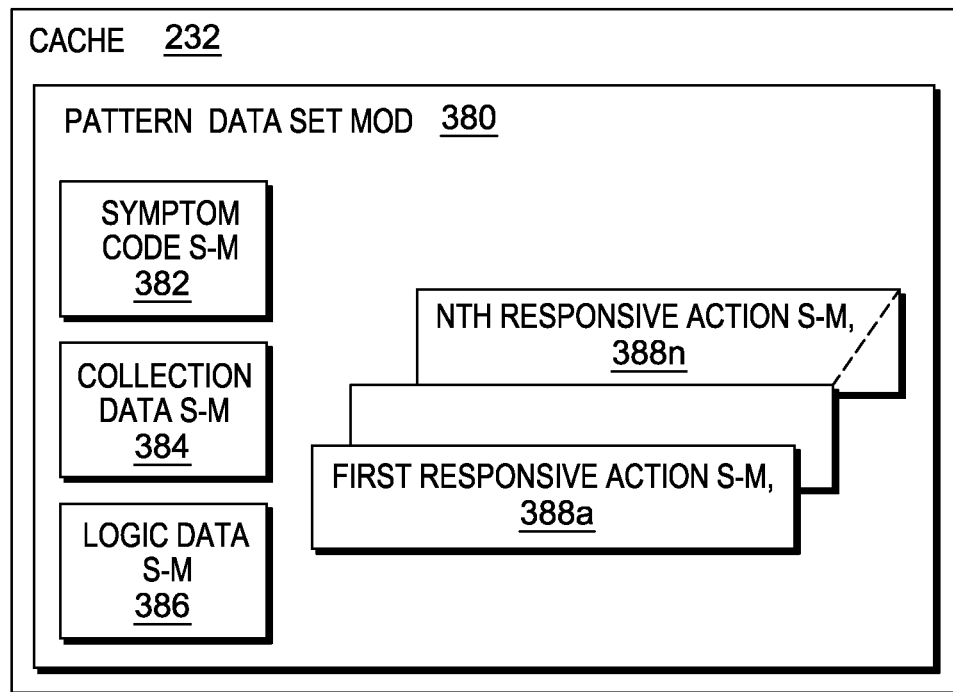 CACHE 232
PATTERN DATA SET MOD 380
SYMPTOM
CODE S-M
382
COLLECTION
DATA S-M
384
LOGIC DATA
S-M
386
NTH RESPONSIVE ACTION S-M,
388n
FIRST RESPONSIVE ACTION S-M,
388a